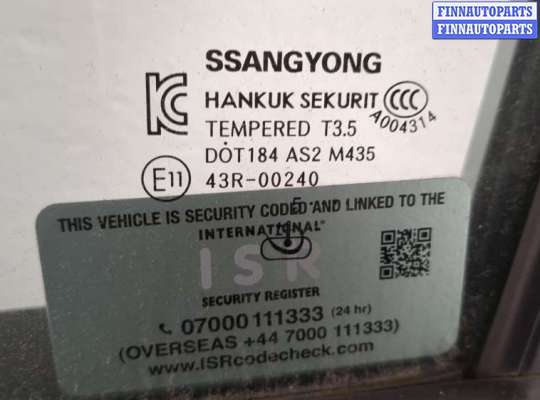 FINNAUTOPARTS
FINNAUTOPARTS
SSANGYONG
HANKUK SEKURIT CCC
A004314
TEMPERED T3.5
DOT184 AS2 M435
E11 43R-00240
THIS VEHICLE IS SECURITY CODED AND LINKED TO THE
INTERNATIONAL
ISR
SECURITY REGISTER
07000111333 (24 hr)
(OVERSEAS +44 7000 111333)
www.ISRcodecheck.com